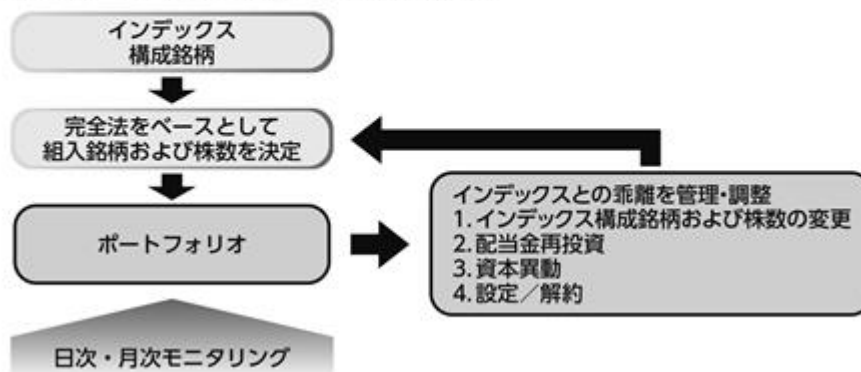 インデックス
構成銘柄
完全法をベースとして
組入銘柄および株数を決定
ポートフォリオ
インデックスとの乖離を管理・調整
1.インデックス構成銘柄および株数の変更
2.配当金再投資
3.資本異動
4.設定／解約
日次・月次モニタリング